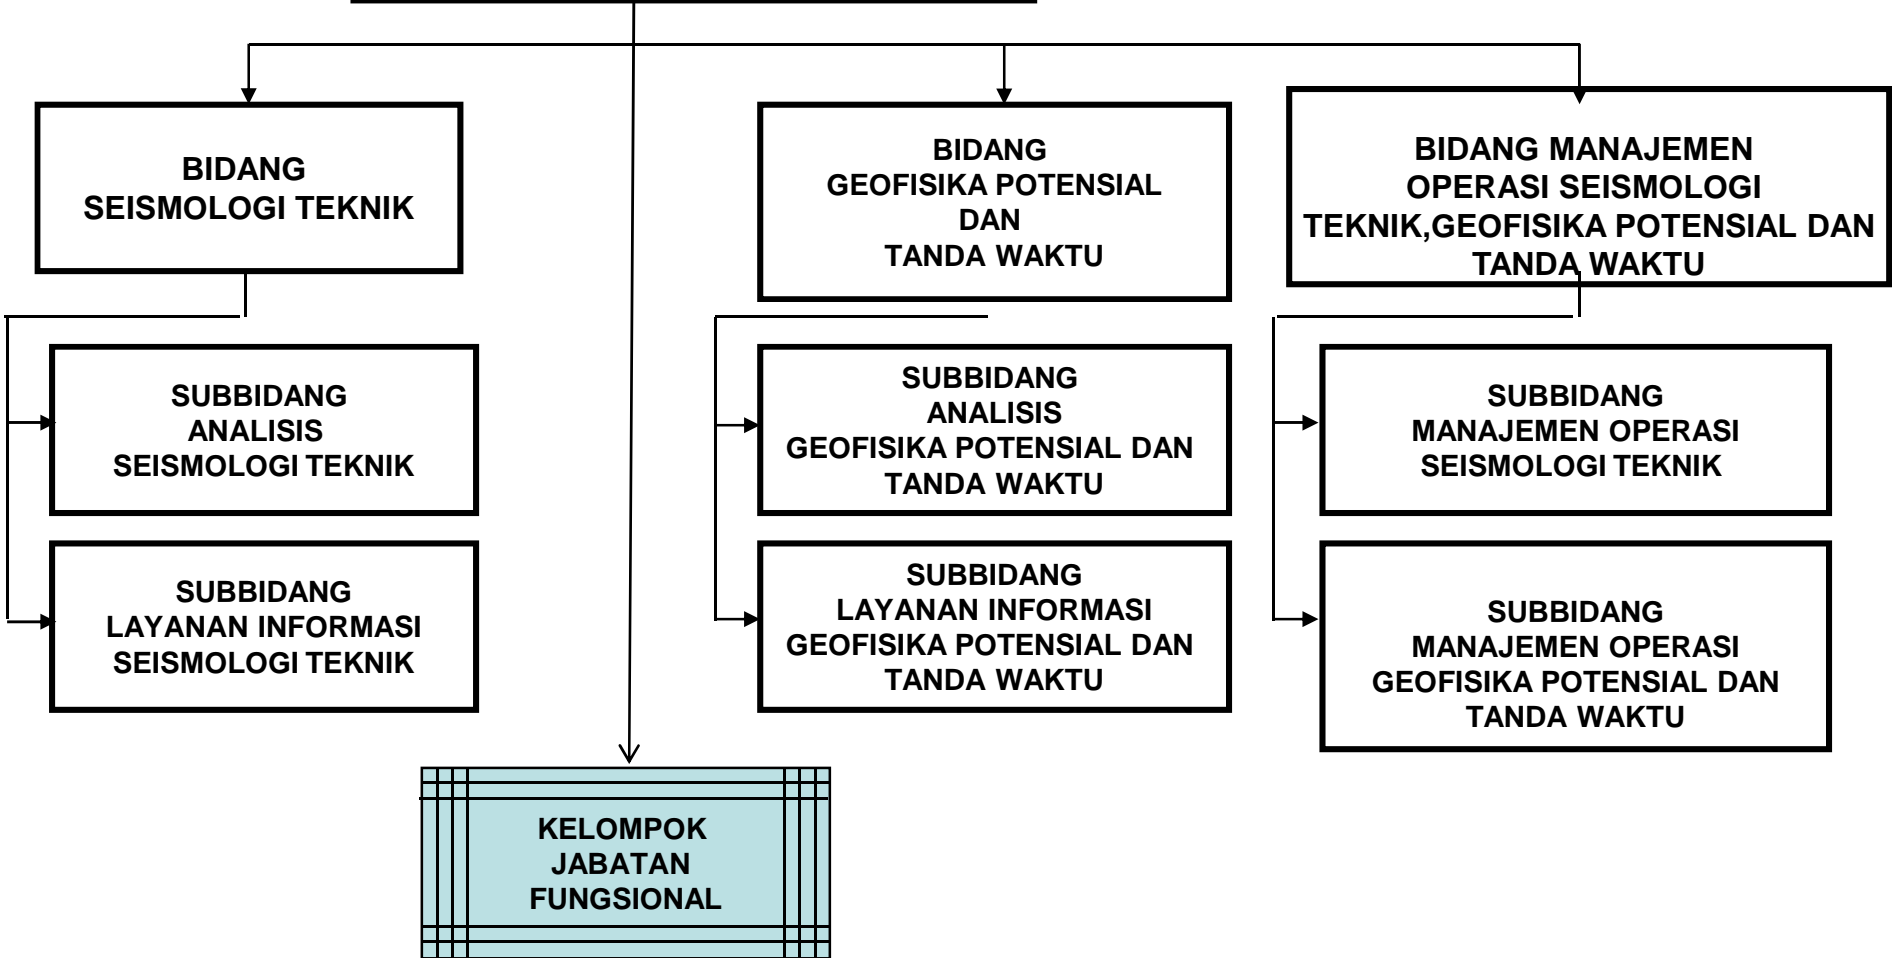 BIDANG
SEISMOLOGI TEKNIK
BIDANG
GEOFISIKA POTENSIAL
DAN
TANDA WAKTU
BIDANG MANAJEMEN
OPERASI SEISMOLOGI
TEKNIK,GEOFISIKA POTENSIAL DAN
TANDA WAKTU
SUBBIDANG
ANALISIS
SEISMOLOGI TEKNIK
SUBBIDANG
ANALISIS
GEOFISIKA POTENSIAL DAN
TANDA WAKTU
SUBBIDANG
MANAJEMEN OPERASI
SEISMOLOGI TEKNIK
SUBBIDANG
LAYANAN INFORMASI
SEISMOLOGI TEKNIK
SUBBIDANG
LAYANAN INFORMASI
GEOFISIKA POTENSIAL DAN
TANDA WAKTU
SUBBIDANG
MANAJEMEN OPERASI
GEOFISIKA POTENSIAL DAN
TANDA WAKTU
KELOMPOK
JABATAN
FUNGSIONAL